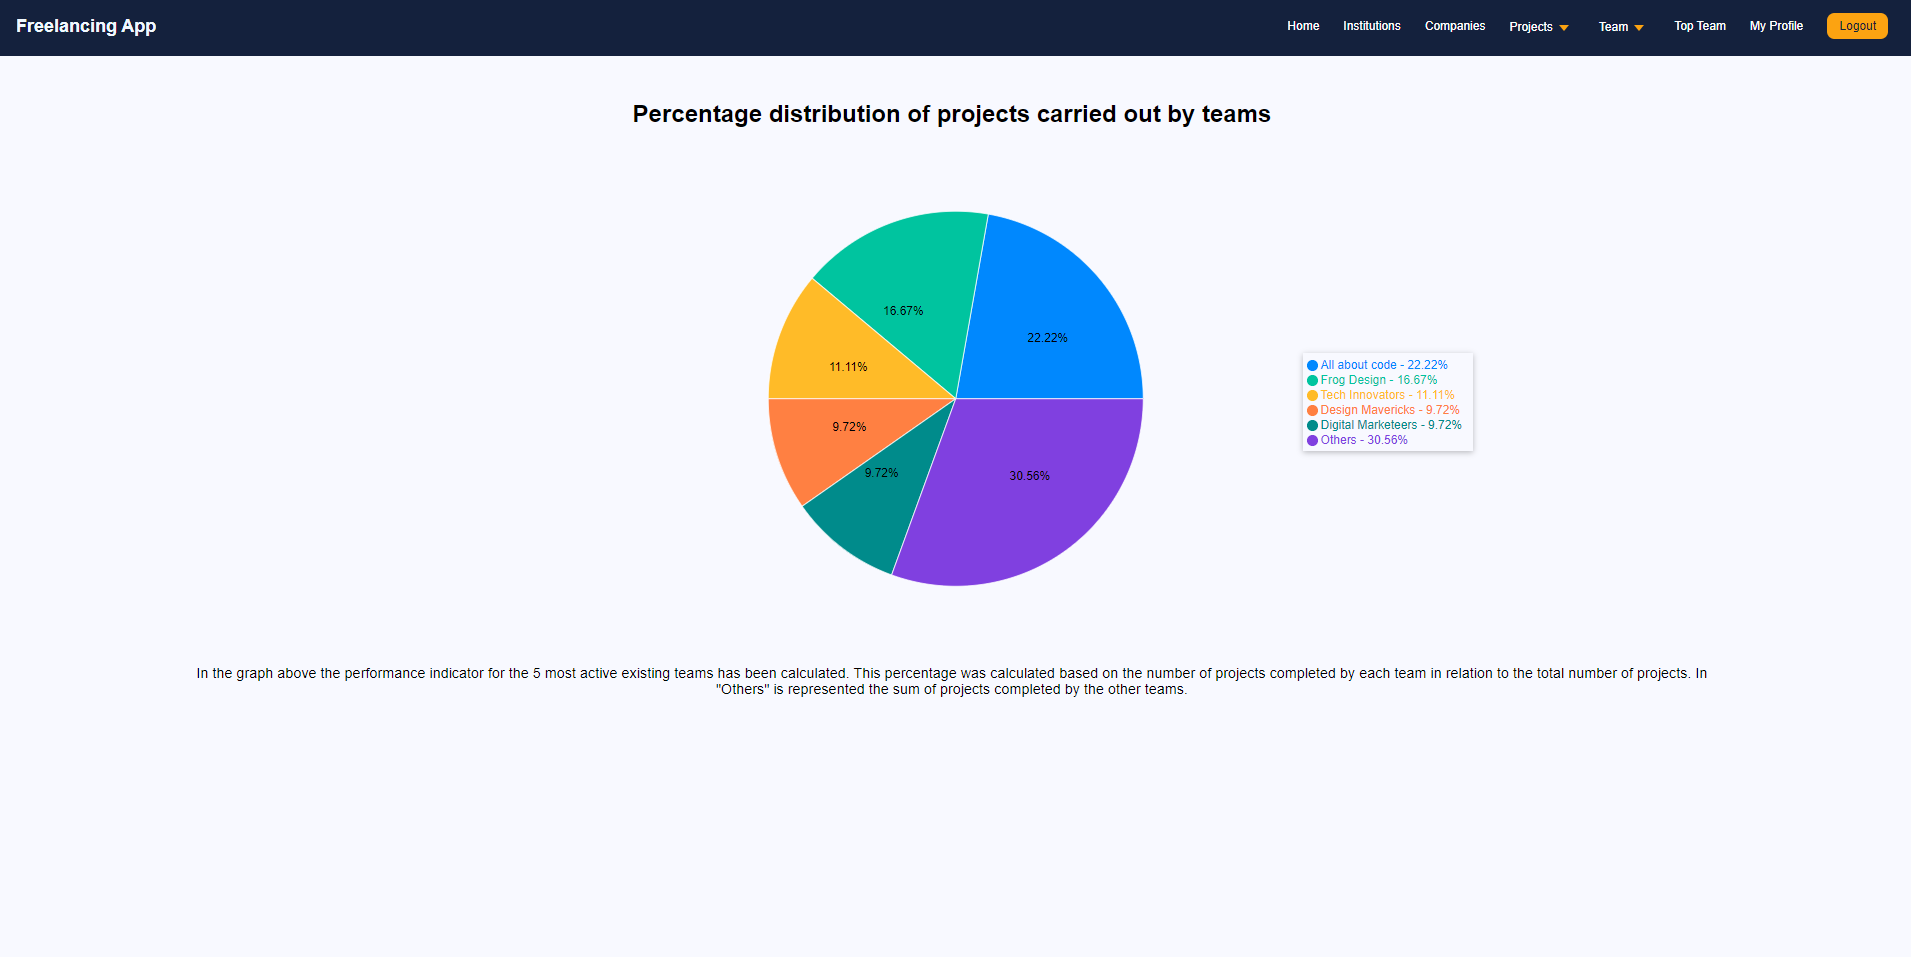 Freelancing App
Home Institutions Companies Projects Team Top Team My Profile Logout
Percentage distribution of projects carried out by teams
16.67%
22.22%
11.11%
9.72%
9.72%
30.56%
All about code - 22.22%
Frog Design - 16.67%
Tech Innovators - 11.11%
Design Mavericks - 9.72%
Digital Marketeers - 9.72%
Others - 30.56%
In the graph above the performance indicator for the 5 most active existing teams has been calculated. This percentage was calculated based on the number of projects completed by each team in relation to the total number of projects. In
"Others" is represented the sum of projects completed by the other teams.